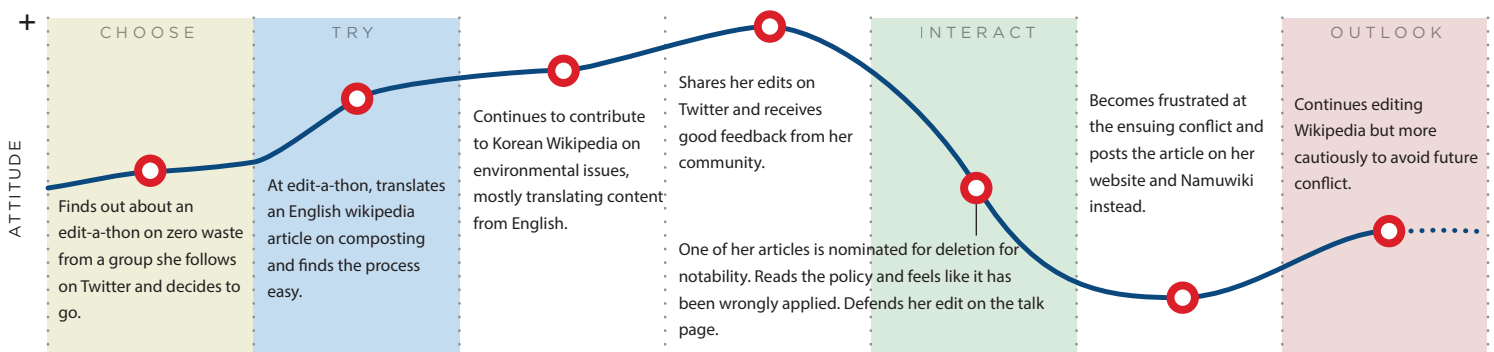 +
ATTITUDE
CHOOSE
Finds out about an
edit-a-thon on zero waste
from a group she follows
on Twitter and decides to
go.
TRY
At edit-a-thon, translates
an English wikipedia
article on composting
and finds the process
easy.
Continues to contribute
to Korean Wikipedia on
environmental issues,
mostly translating content
from English.
Shares her edits on
Twitter and receives
good feedback from her
community.
INTERACT
One of her articles is nominated for deletion for
notability. Reads the policy and feels like it has
been wrongly applied. Defends her edit on the talk
page.
Becomes frustrated at
the ensuing conflict and
posts the article on her
website and Namuwiki
instead.
OUTLOOK
Continues editing
Wikipedia but more
cautiously to avoid future
conflict.